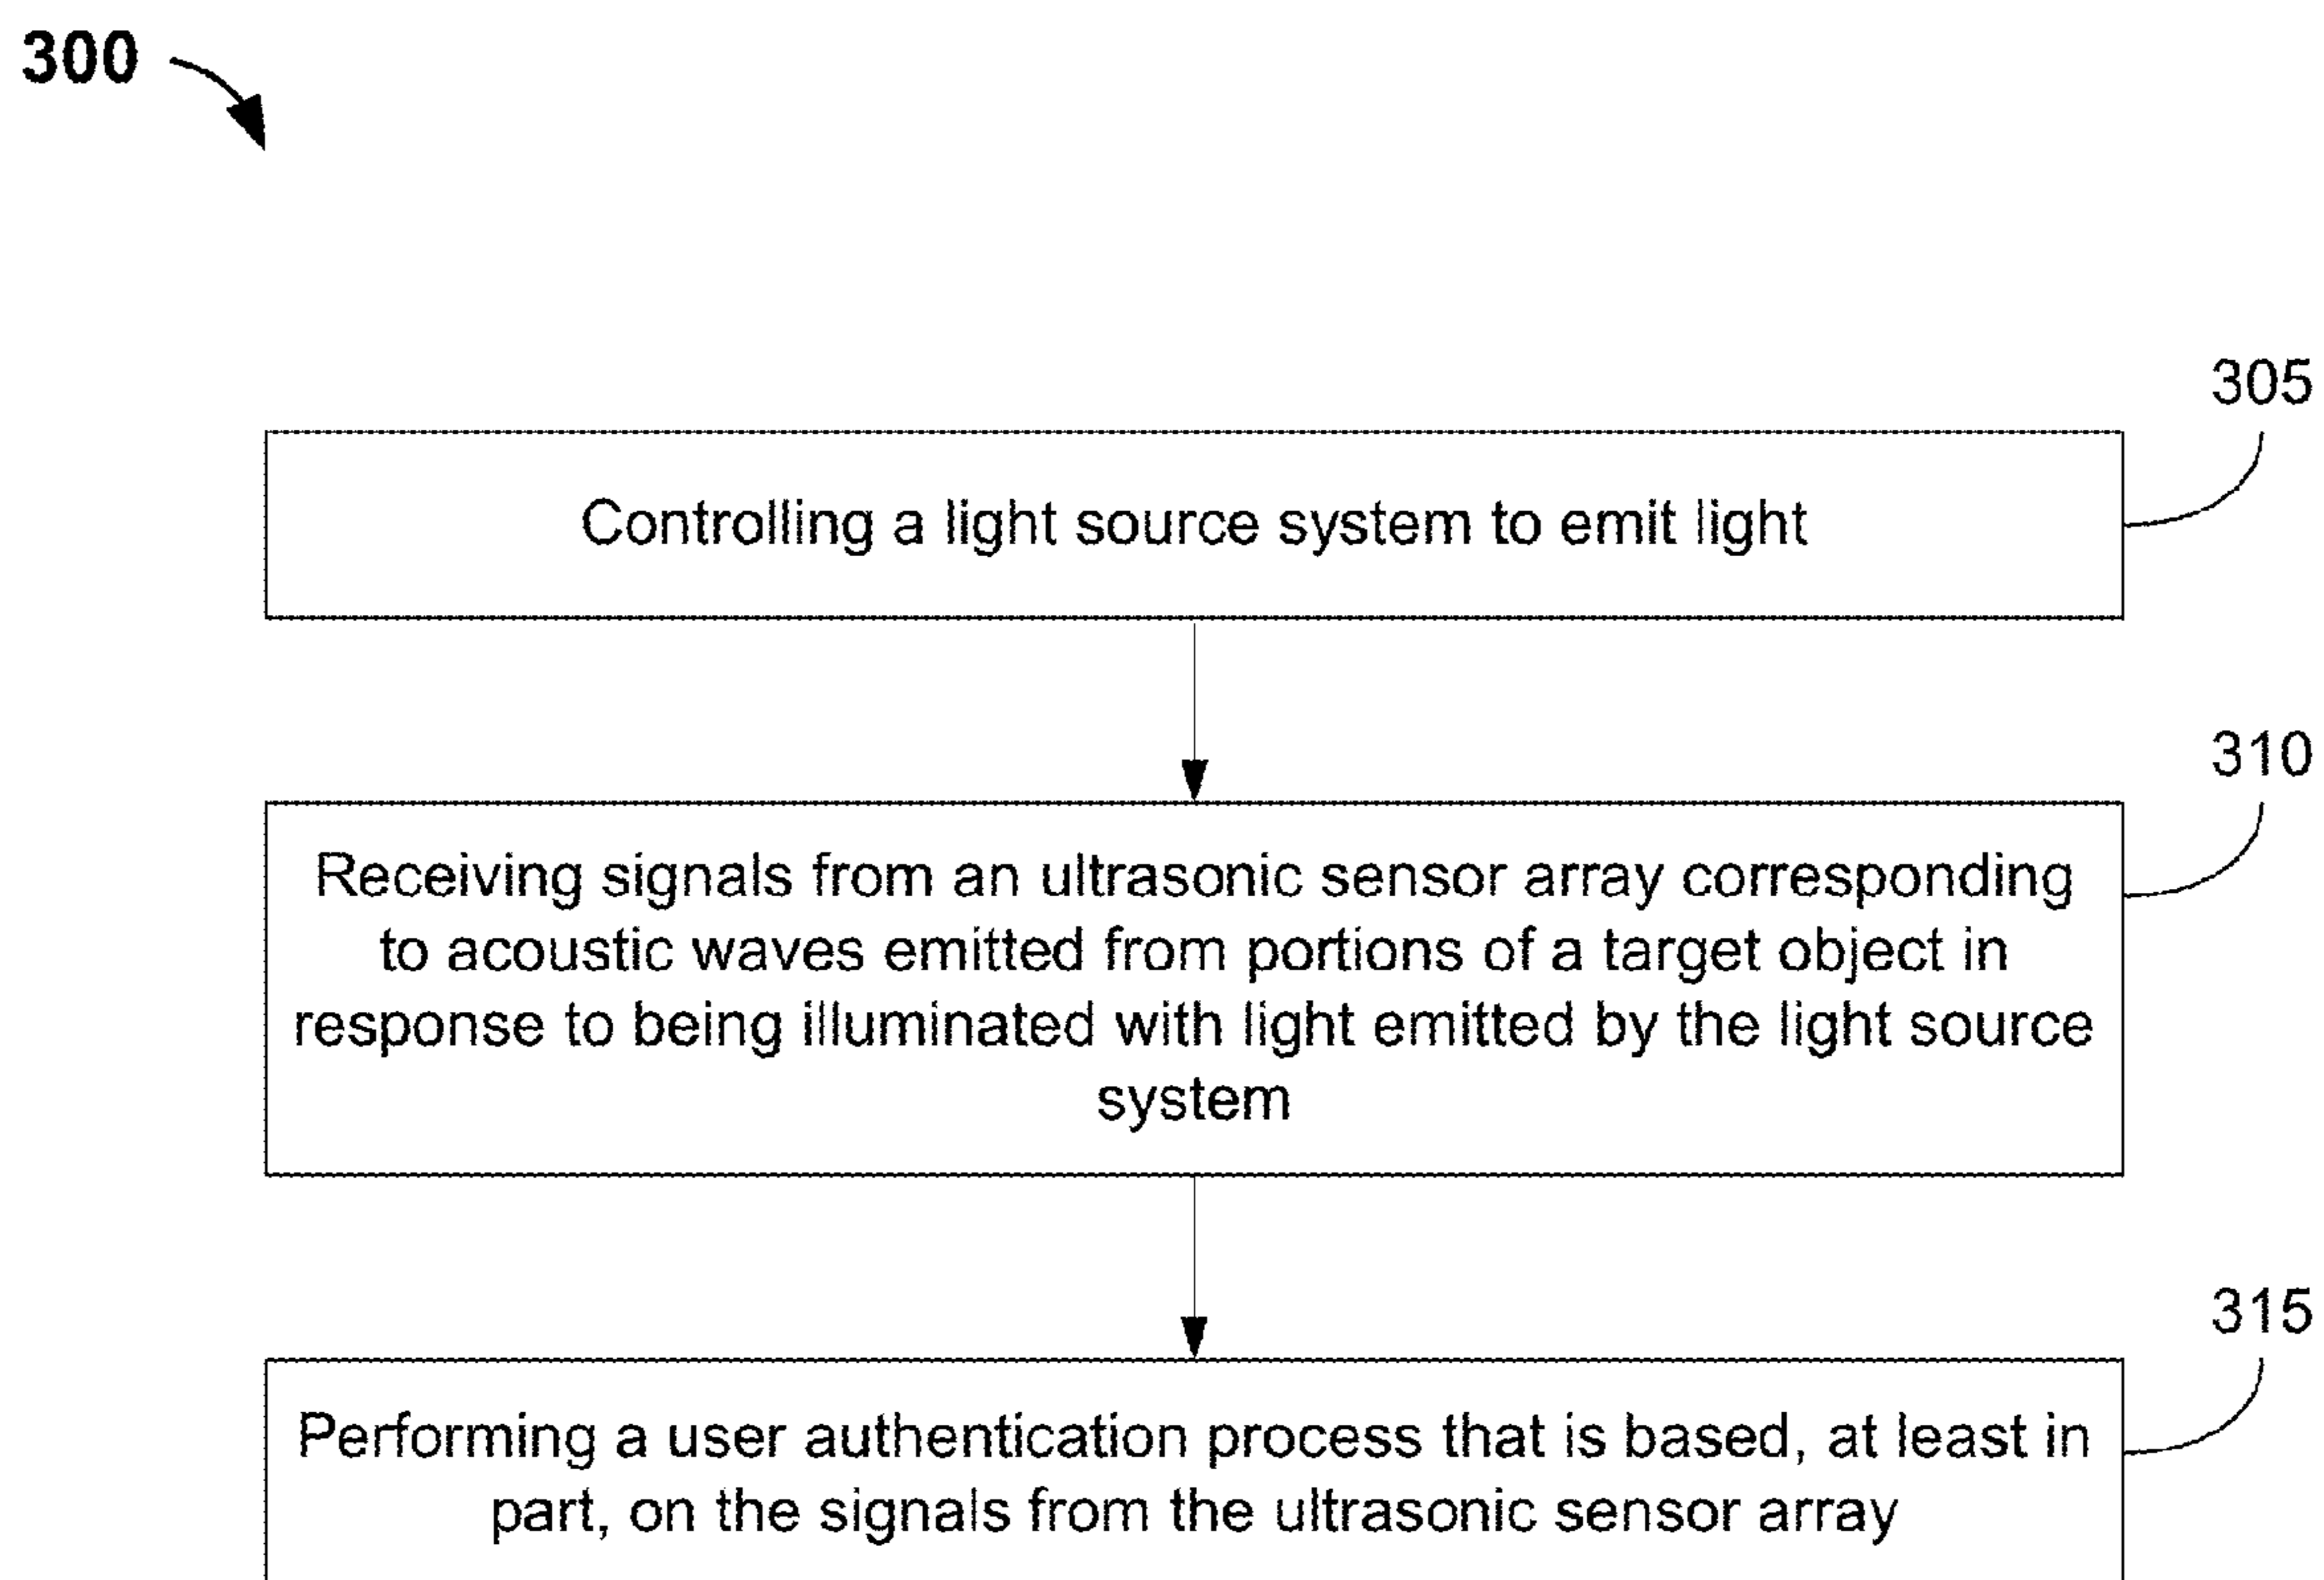 300
305
Controlling a light source system to emit light
310
Receiving signals from an ultrasonic sensor array corresponding
to acoustic waves emitted from portions of a target object in
response to being illuminated with light emitted by the light source
system
315
Performing a user authentication process that is based, at least in
part, on the signals from the ultrasonic sensor array